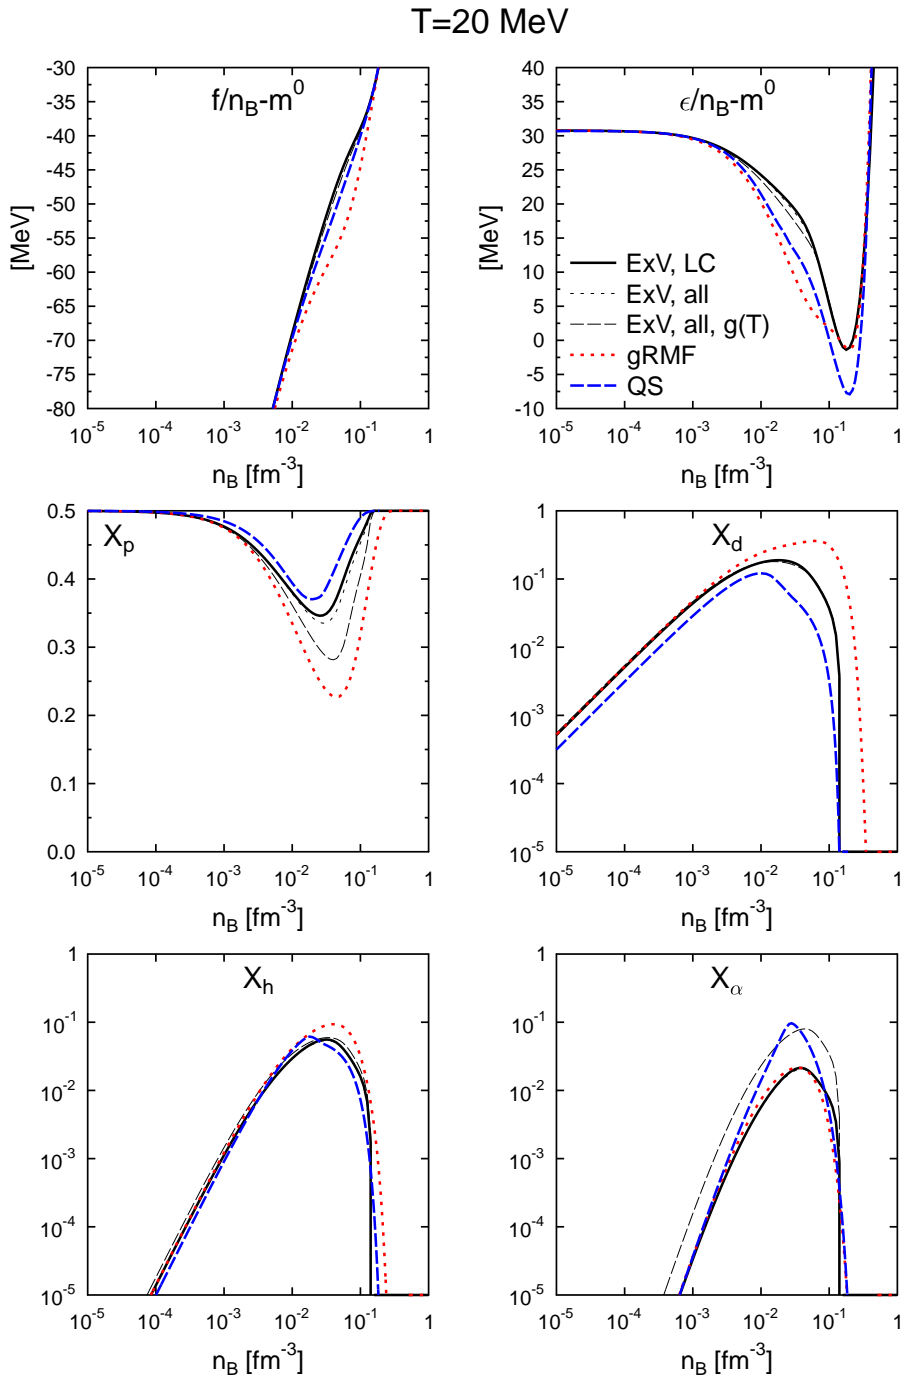 T=20 MeV
f/n_B-m^0
[MeV]
-30
-35
-40
-45
-50
-55
-60
-65
-70
-75
-80
10^-5 10^-4 10^-3 10^-2 10^-1 1
n_B [fm^-3]
ϵ/n_B-m^0
[MeV]
40
35
30
25
20
15
10
5
0
-5
-10
ExV, LC
ExV, all
ExV, all, g(T)
gRMF
QS
10^-5 10^-4 10^-3 10^-2 10^-1 1
n_B [fm^-3]
X_p
0.5
0.4
0.3
0.2
0.1
0.0
10^-5 10^-4 10^-3 10^-2 10^-1 1
n_B [fm^-3]
X_d
1
10^-1
10^-2
10^-3
10^-4
10^-5
10^-5 10^-4 10^-3 10^-2 10^-1 1
n_B [fm^-3]
X_h
1
10^-1
10^-2
10^-3
10^-4
10^-5
10^-5 10^-4 10^-3 10^-2 10^-1 1
n_B [fm^-3]
X_α
1
10^-1
10^-2
10^-3
10^-4
10^-5
10^-5 10^-4 10^-3 10^-2 10^-1 1
n_B [fm^-3]